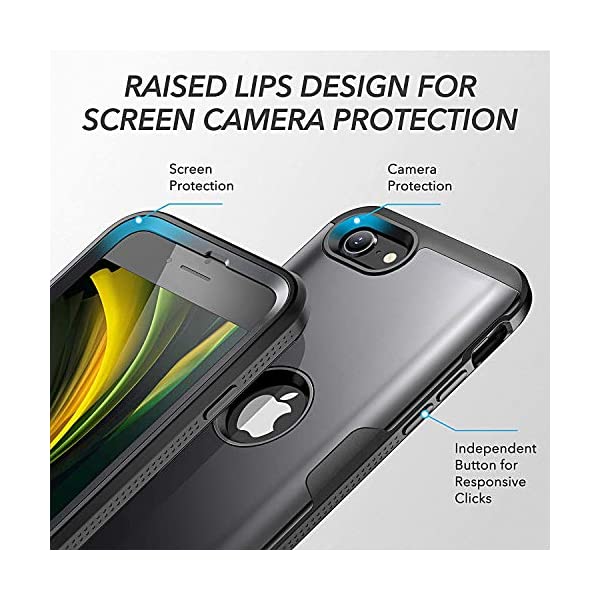 RAISED LIPS DESIGN FOR
SCREEN CAMERA PROTECTION
Screen
Protection
Camera
Protection
Independent
Button for
Responsive
Clicks